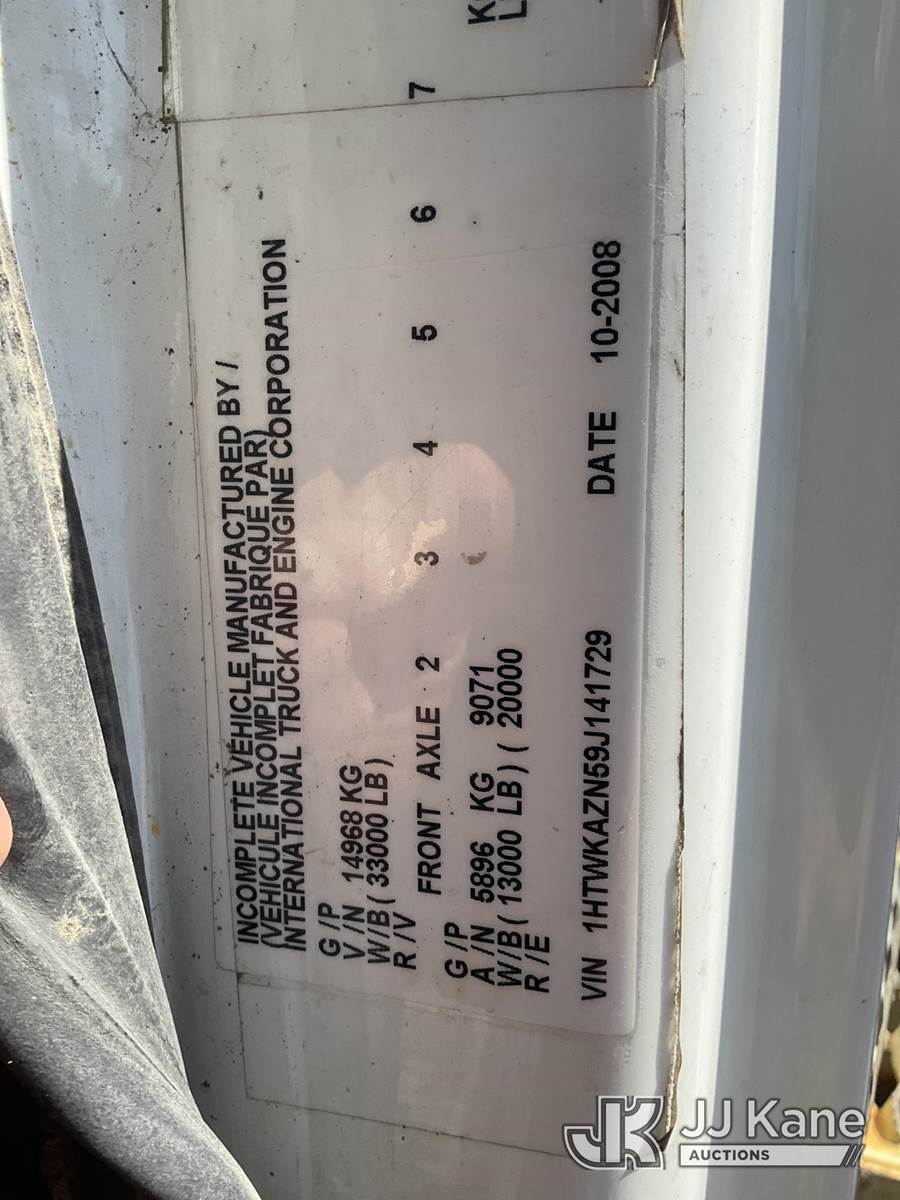 INCOMPLETE VEHICLE MANUFACTURED BY /
(VEHICULE INCOMPLET FABRIQUE PAR)
INTERNATIONAL TRUCK AND ENGINE CORPORATION
G /P
V /N 14968 KG
W/B ( 33000 LB )
R /V
FRONT AXLE 2 3 4 5 6 7
G /P
A /N 5896 KG 9071
W/B ( 13000 LB ) ( 20000
R /E
VIN 1HTWKAZN59J141729 DATE 10-2008
JK JJ Kane
AUCTIONS